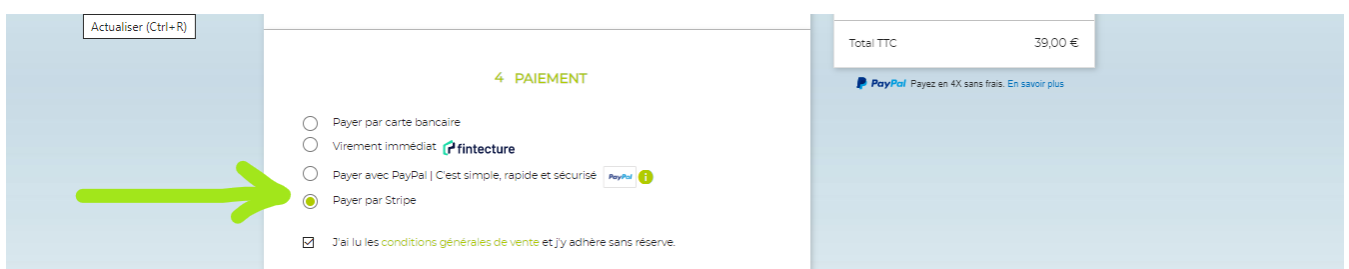 Actualiser (Ctrl+R)
Total TTC 39,00 €
4 PAIEMENT
PayPal Payez en 4X sans frais. En savoir plus
Payer par carte bancaire
Virement immédiat fintecture
Payer avec PayPal | C'est simple, rapide et sécurisé PayPal i
Payer par Stripe
J'ai lu les conditions générales de vente et j'y adhère sans réserve.